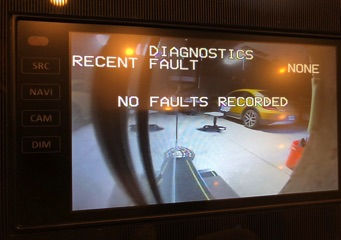 DIAGNOSTICS
RECENT FAULT NONE
NO FAULTS RECORDED
SRC
NAVI
CAM
DIM